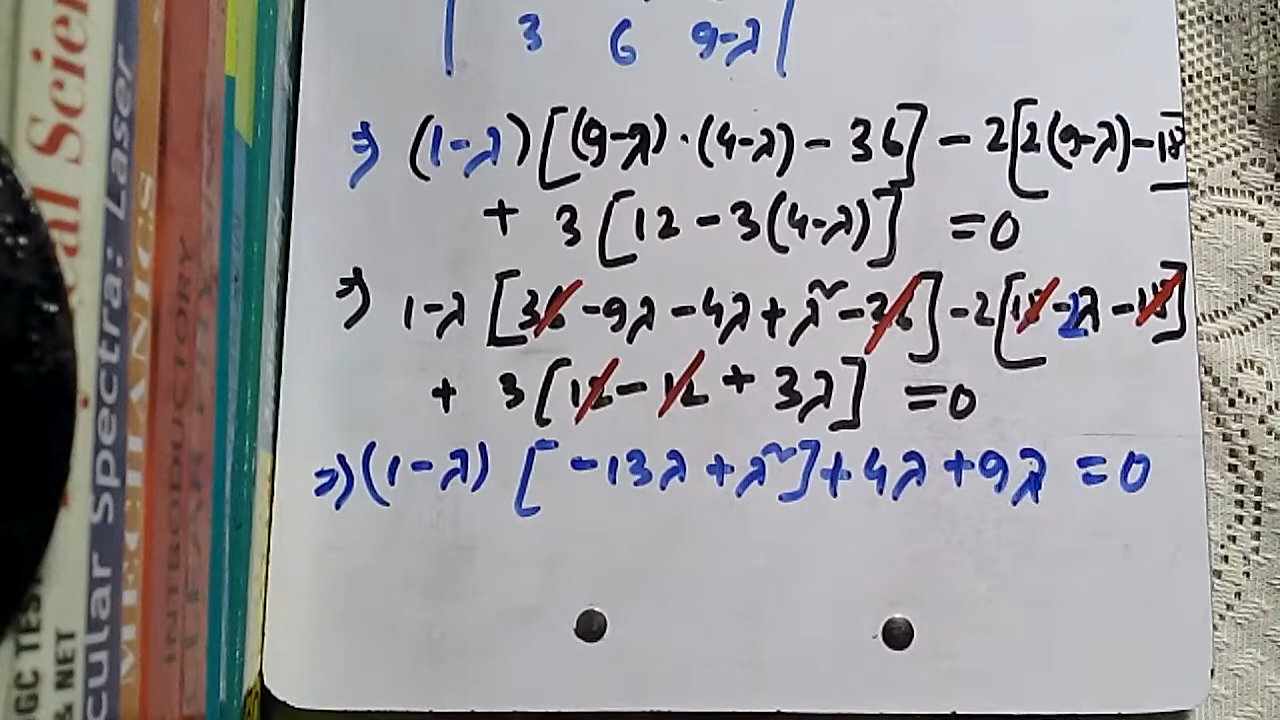 3 6 9-λ
⇒ (1-λ) [(9-λ)·(4-λ) - 36] - 2[2(9-λ)-18
+ 3 [12 - 3(4-λ)] = 0
⇒ 1-λ [36 - 9λ - 4λ + λ² - 36] - 2[18 - 2λ - 18]
+ 3 [12 - 12 + 3λ] = 0
⇒ (1-λ) [-13λ + λ²] + 4λ + 9λ = 0
UGC
& NET
cular Spectra: Laser
MECHANICS
INTRODUCTORY